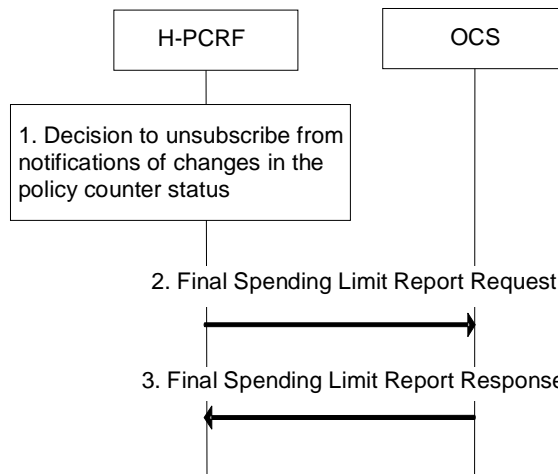 H-PCRF
OCS
1. Decision to unsubscribe from
notifications of changes in the
policy counter status
2. Final Spending Limit Report Request
3. Final Spending Limit Report Response